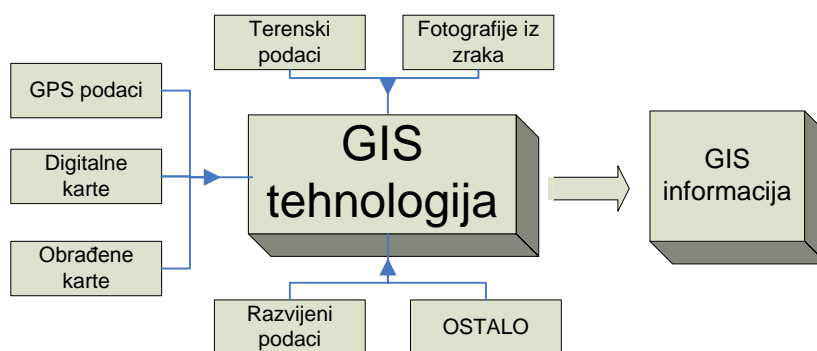 Terenski
podaci
Fotografije iz
zraka
GPS podaci
Digitalne
karte
Obrađene
karte
GIS
tehnologija
GIS
informacija
Razvijeni
podaci
OSTALO